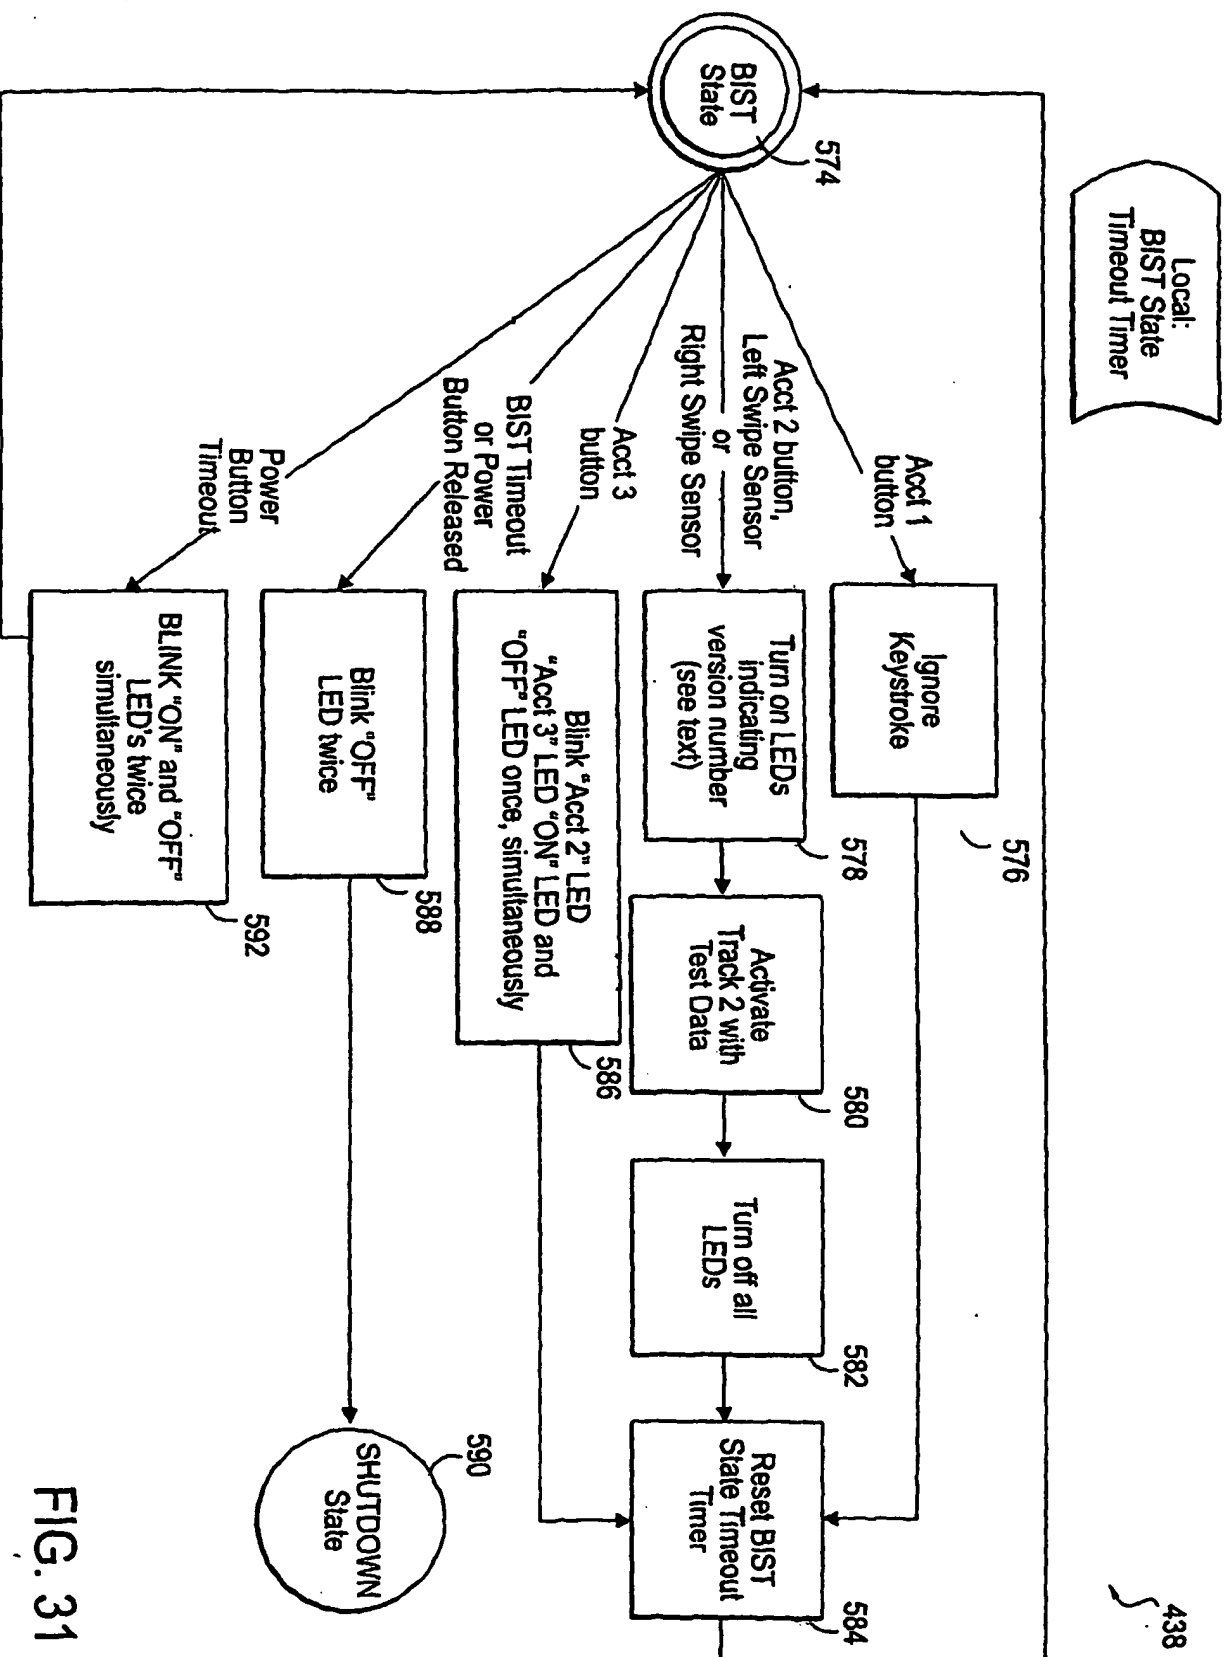 438
Local:
BIST State
Timeout Timer
BIST
State
574
Acct 1
button
Ignore
Keystroke
576
Acct 2 button,
Left Swipe Sensor
or
Right Swipe Sensor
Turn on LEDs
indicating
version number
(see text)
578
Activate
Track 2 with
Test Data
580
Turn off all
LEDs
582
Reset BIST
State Timeout
Timer
584
Acct 3
button
Blink "Acct 2" LED
"Acct 3" LED "ON" LED and
"OFF" LED once, simultaneously
586
BIST Timeout
or Power
Button Released
Blink "OFF"
LED twice
588
SHUTDOWN
State
590
Power
Button
Timeout
BLINK "ON" and "OFF"
LED's twice
simultaneously
592
FIG. 31